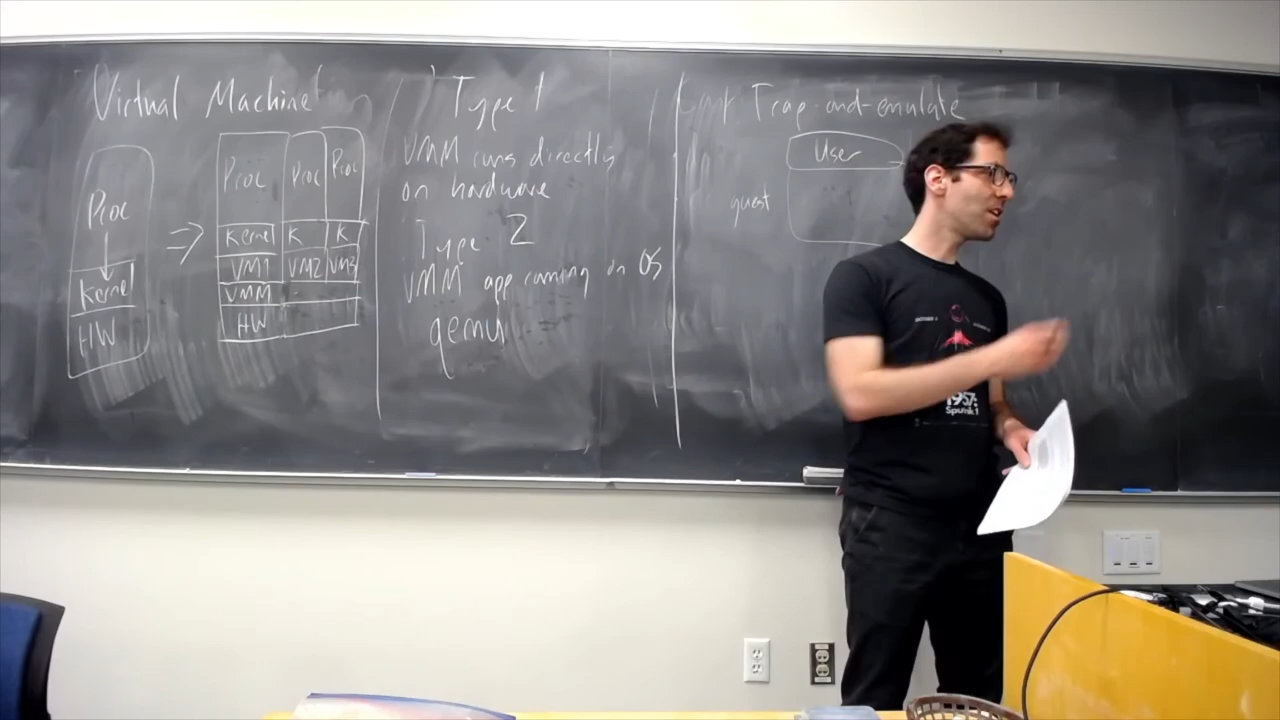 Virtual Machine
Proc
Kernel
HW
Proc Proc Proc
Kernel K K
VM1 VM2 VM3
VMM
HW
Type 1
VMM runs directly
on hardware
Type 2
VMM app running on OS
qemu
Trap-and-emulate
User
guest
1957:
Sputnik 1